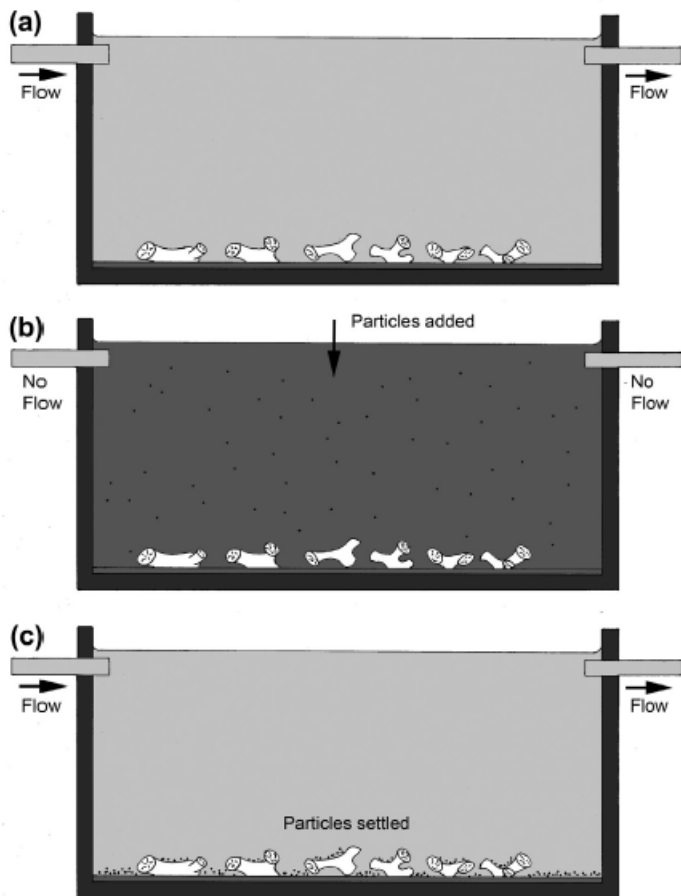 (a)
Flow
Flow
(b)
Particles added
No
Flow
No
Flow
(c)
Flow
Flow
Particles settled